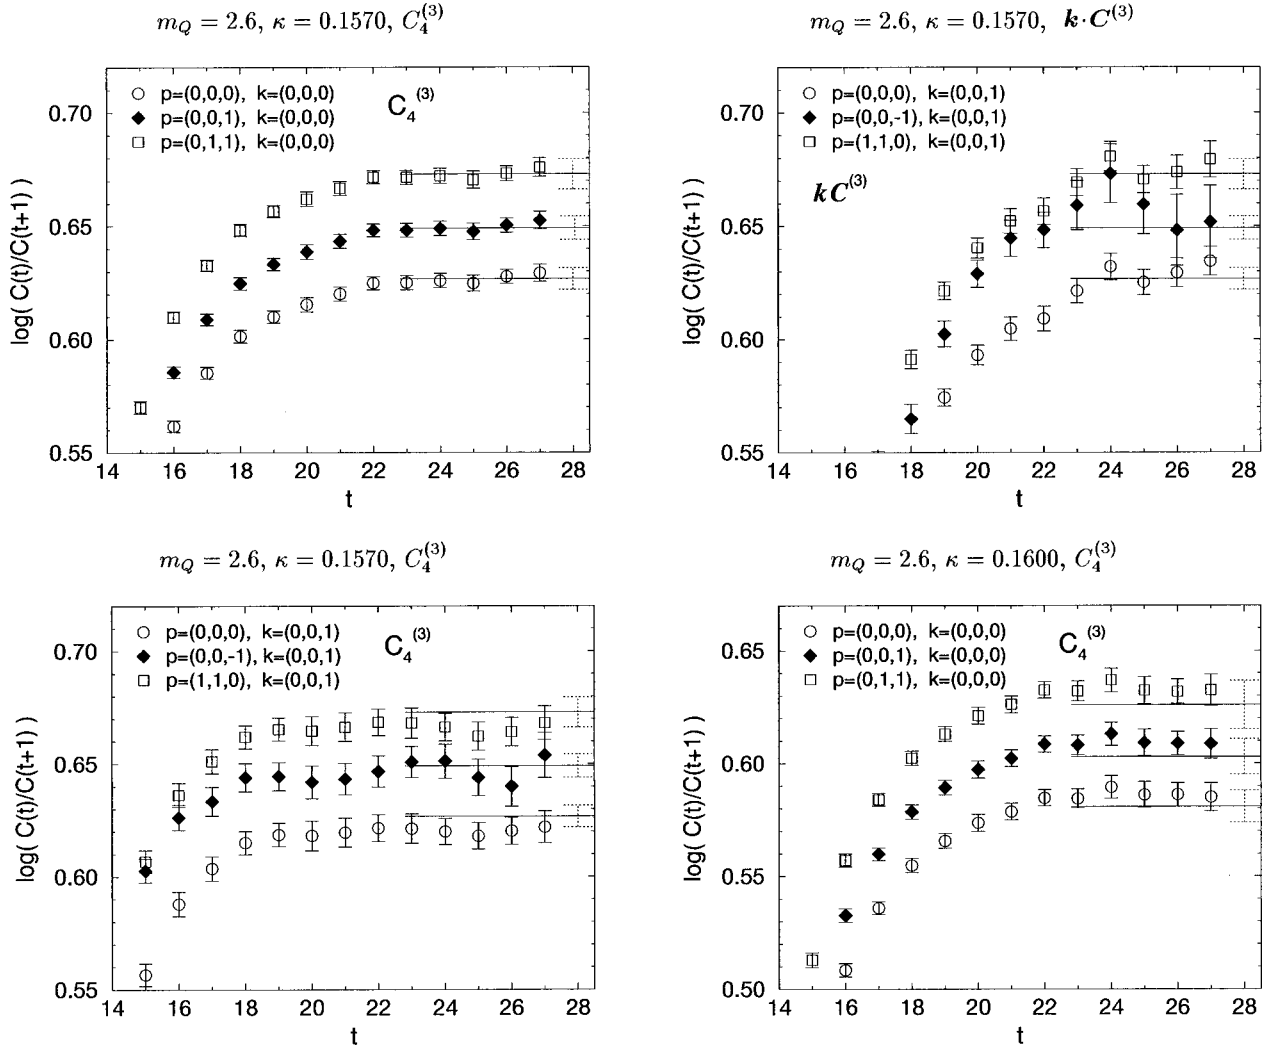 m_Q = 2.6, κ = 0.1570, C_4^(3)
p=(0,0,0), k=(0,0,0)
p=(0,0,1), k=(0,0,0)
p=(0,1,1), k=(0,0,0)
C_4^(3)
log( C(t)/C(t+1) )
0.70
0.65
0.60
0.55
14 16 18 20 22 24 26 28
t
m_Q = 2.6, κ = 0.1570, k·C^(3)
p=(0,0,0), k=(0,0,1)
p=(0,0,-1), k=(0,0,1)
p=(1,1,0), k=(0,0,1)
kC^(3)
log( C(t)/C(t+1) )
0.70
0.65
0.60
0.55
14 16 18 20 22 24 26 28
t
m_Q = 2.6, κ = 0.1570, C_4^(3)
p=(0,0,0), k=(0,0,1)
p=(0,0,-1), k=(0,0,1)
p=(1,1,0), k=(0,0,1)
C_4^(3)
log( C(t)/C(t+1) )
0.70
0.65
0.60
0.55
14 16 18 20 22 24 26 28
t
m_Q = 2.6, κ = 0.1600, C_4^(3)
p=(0,0,0), k=(0,0,0)
p=(0,0,1), k=(0,0,0)
p=(0,1,1), k=(0,0,0)
C_4^(3)
log( C(t)/C(t+1) )
0.65
0.60
0.55
0.50
14 16 18 20 22 24 26 28
t